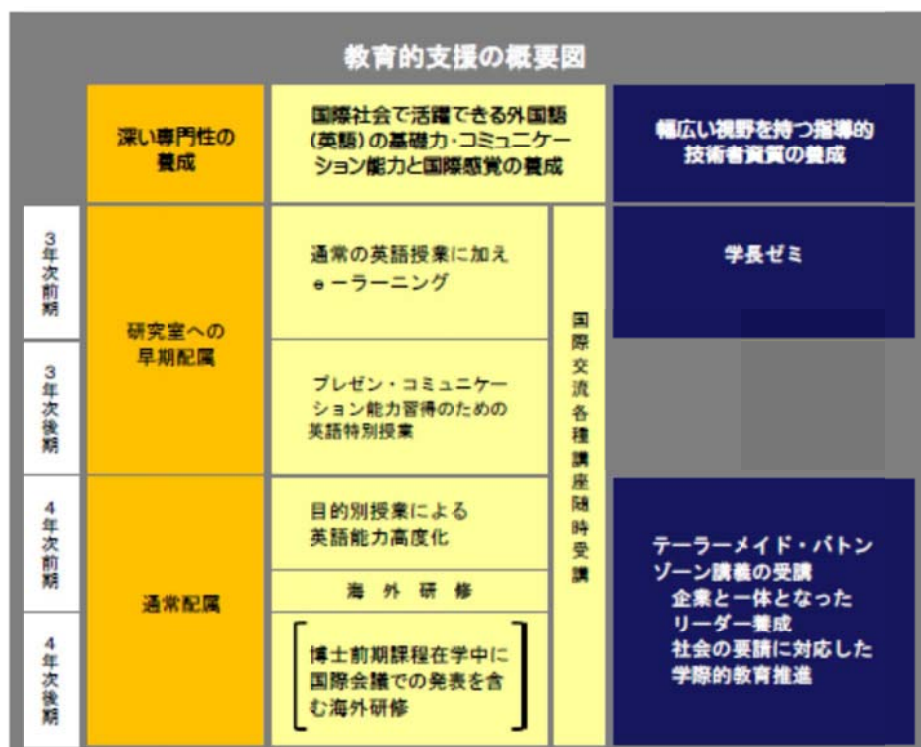 教育的支援の概要図
深い専門性の
養成
国際社会で活躍できる外国語
(英語)の基礎力・コミュニケー
ション能力と国際感覚の養成
幅広い視野を持つ指導的
技術者資質の養成
3年次前期
研究室への
早期配属
通常の英語授業に加え
e－ラーニング
国際交流各種講座随時受講
学長ゼミ
3年次後期
プレゼン・コミュニケー
ション能力習得のための
英語特別授業
4年次前期
通常配属
目的別授業による
英語能力高度化
海外研修
テーラーメイド・バトン
ゾーン講義の受講
企業と一体となった
リーダー養成
社会の要請に対応した
学際的教育推進
4年次後期
博士前期課程在学中に
国際会議での発表を含
む海外研修